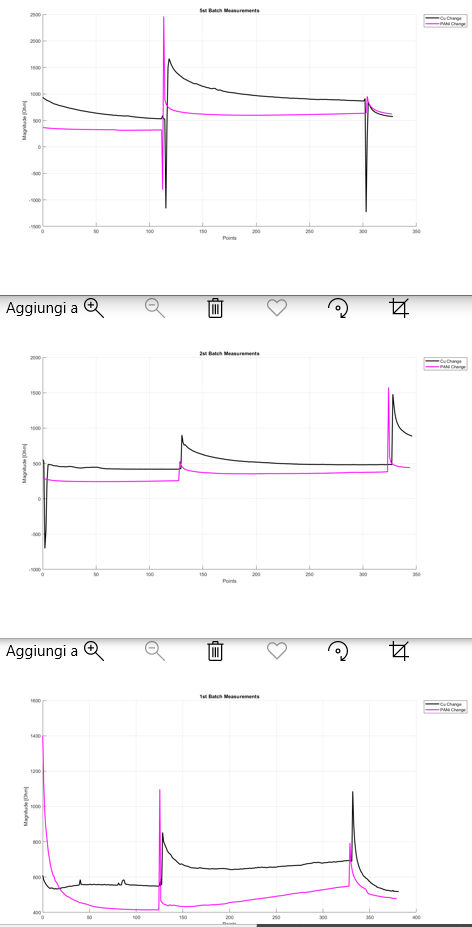 5st Batch Measurements
Cu Change
PANI Change
2500
2000
1500
1000
500
0
-500
-1000
-1500
Magnitude [Ohm]
0 50 100 150 200 250 300 350
Points
Aggiungi a
2st Batch Measurements
Cu Change
PANI Change
2000
1500
1000
500
0
-500
-1000
Magnitude [Ohm]
0 50 100 150 200 250 300 350
Points
Aggiungi a
1st Batch Measurements
Cu Change
PANI Change
1600
1400
1200
1000
800
600
400
Magnitude [Ohm]
0 50 100 150 200 250 300 350 400
Points